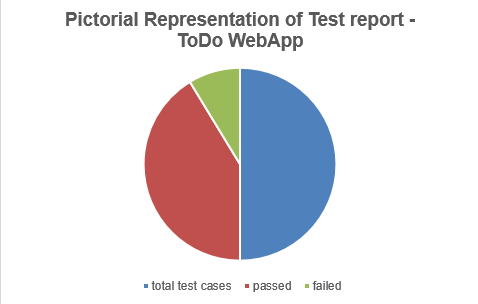 Pictorial Representation of Test report -
ToDo WebApp
total test cases passed failed